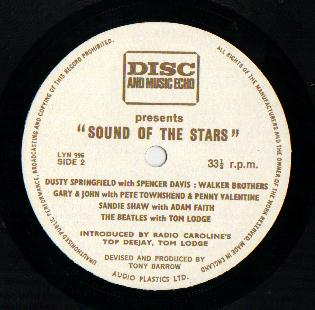 UNAUTHORISED PUBLIC PERFORMANCE, BROADCASTING AND COPYING OF THIS RECORD PROHIBITED.
ALL RIGHTS OF THE MANUFACTURERS AND THE OWNER OF THE WORK RESERVED. MADE IN ENGLAND
DISC
AND MUSIC ECHO
presents
"SOUND OF THE STARS"
LYN 996
SIDE 2
33⅓ r.p.m.
DUSTY SPRINGFIELD with SPENCER DAVIS : WALKER BROTHERS
GARY & JOHN with PETE TOWNSHEND & PENNY VALENTINE
SANDIE SHAW with ADAM FAITH
THE BEATLES with TOM LODGE
INTRODUCED BY RADIO CAROLINE'S
TOP DEEJAY, TOM LODGE
DEVISED AND PRODUCED BY
TONY BARROW
AUDIO PLASTICS LTD.